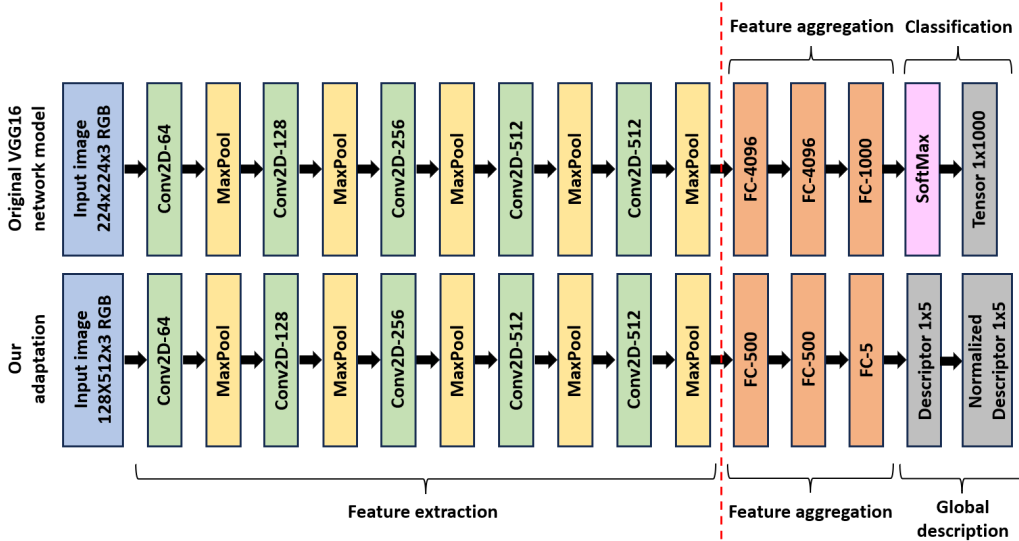 Feature aggregation
Classification
Original VGG16
network model
Input image
224x224x3 RGB
Conv2D-64
MaxPool
Conv2D-128
MaxPool
Conv2D-256
MaxPool
Conv2D-512
MaxPool
Conv2D-512
MaxPool
FC-4096
FC-4096
FC-1000
SoftMax
Tensor 1x1000
Our
adaptation
Input image
128X512x3 RGB
Conv2D-64
MaxPool
Conv2D-128
MaxPool
Conv2D-256
MaxPool
Conv2D-512
MaxPool
Conv2D-512
MaxPool
FC-500
FC-500
FC-5
Descriptor 1x5
Normalized
Descriptor 1x5
Feature extraction
Feature aggregation
Global
description